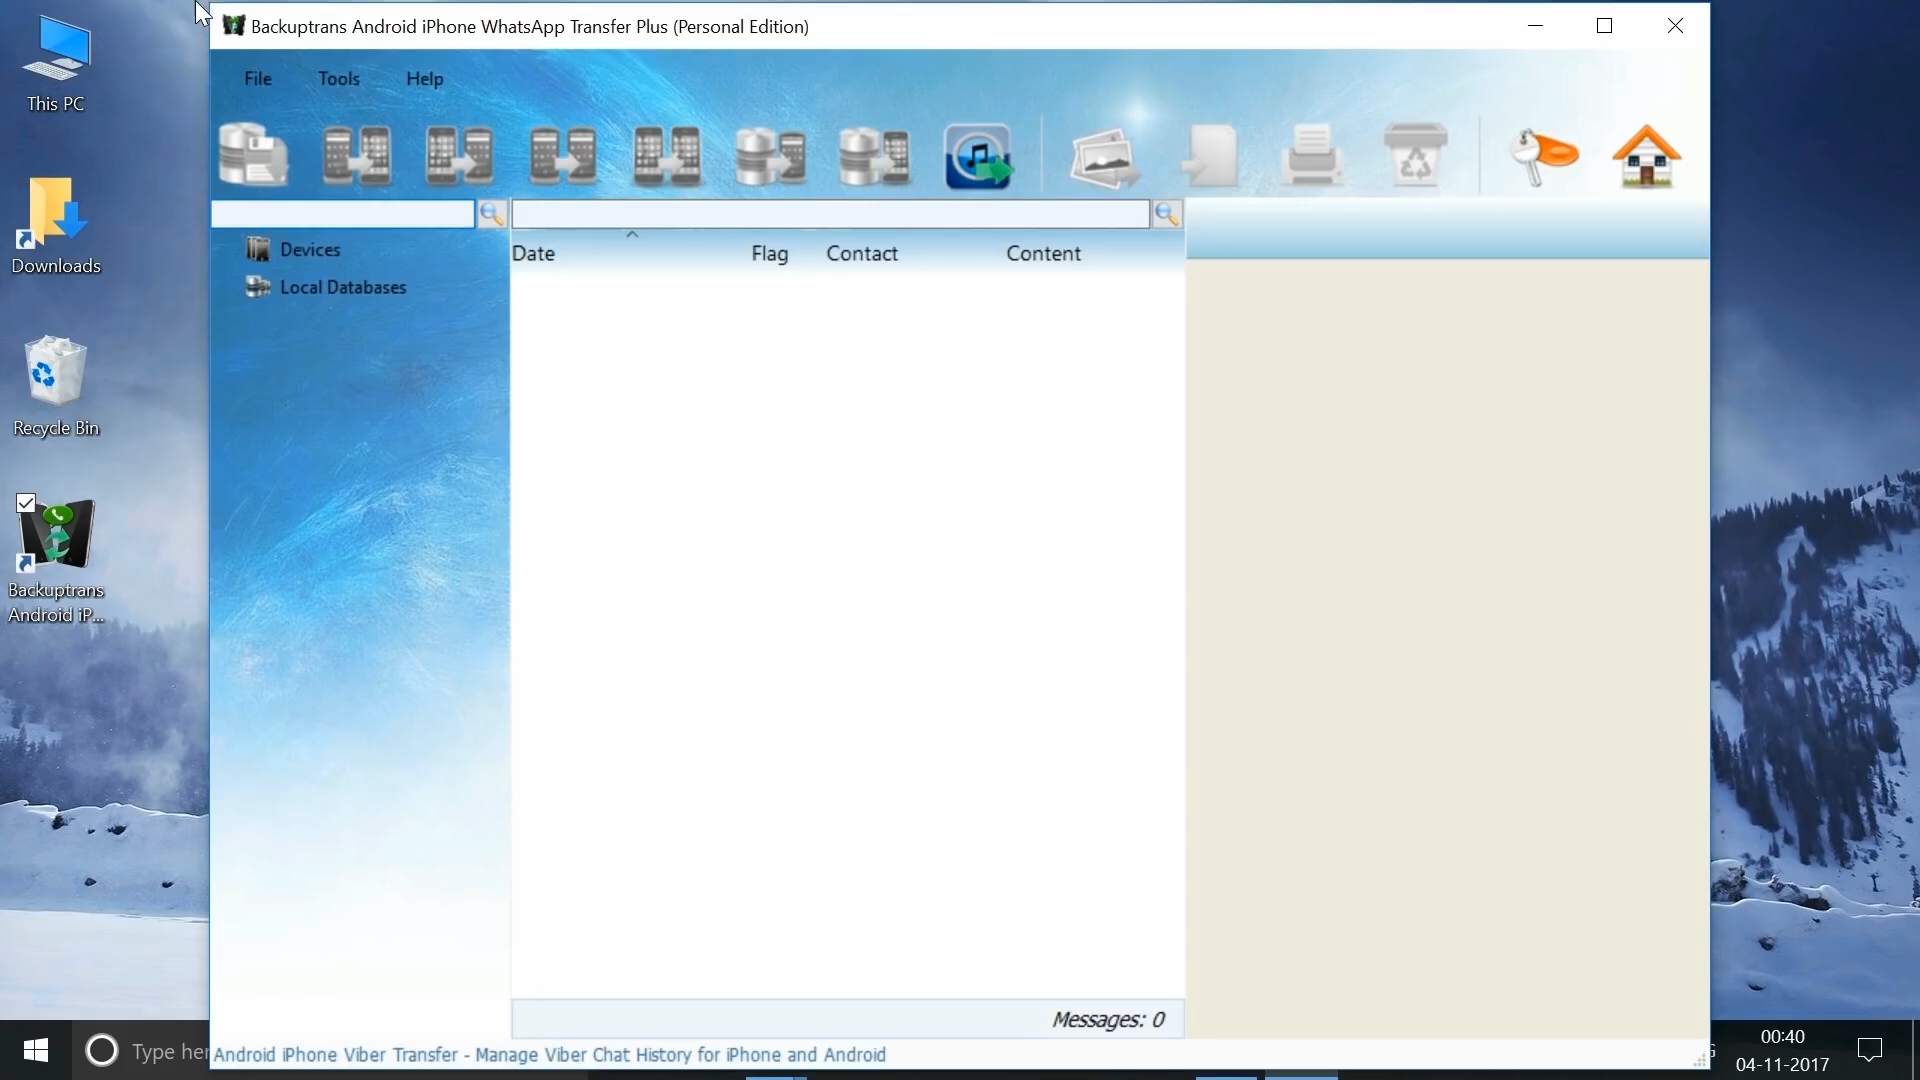 Backuptrans Android iPhone WhatsApp Transfer Plus (Personal Edition)
File Tools Help
This PC
Downloads
Recycle Bin
Backuptrans
Android iP...
Devices
Local Databases
Date Flag Contact Content
Messages: 0
Android iPhone Viber Transfer - Manage Viber Chat History for iPhone and Android
Type her
00:40
04-11-2017